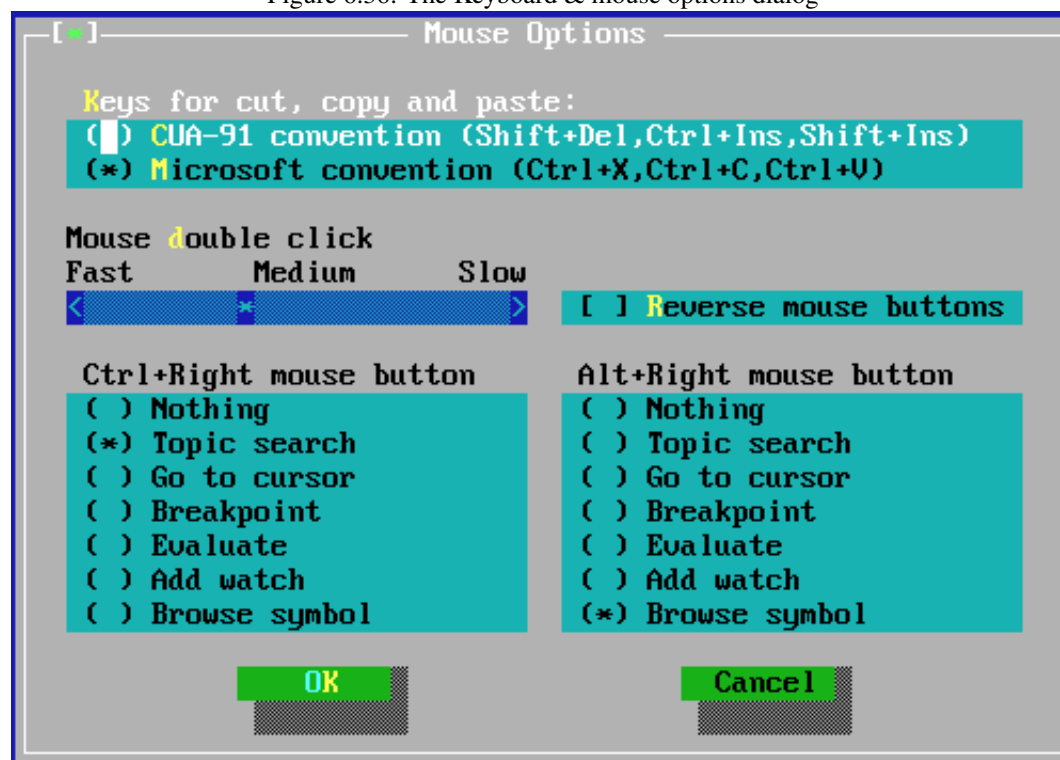 Figure 6.36: The Keyboard & mouse options dialog
[*] Mouse Options
Keys for cut, copy and paste:
( ) CUA-91 convention (Shift+Del,Ctrl+Ins,Shift+Ins)
(*) Microsoft convention (Ctrl+X,Ctrl+C,Ctrl+V)
Mouse double click
Fast Medium Slow
[ ] Reverse mouse buttons
Ctrl+Right mouse button
( ) Nothing
(*) Topic search
( ) Go to cursor
( ) Breakpoint
( ) Evaluate
( ) Add watch
( ) Browse symbol
Alt+Right mouse button
( ) Nothing
( ) Topic search
( ) Go to cursor
( ) Breakpoint
( ) Evaluate
( ) Add watch
(*) Browse symbol
OK
Cancel